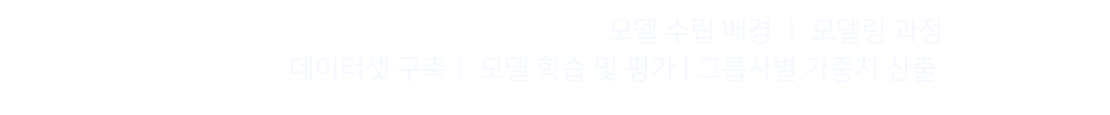 모델 수립 배경 | 모델링 과정
데이터셋 구축 | 모델 학습 및 평가 | 그룹사별 가중치 산출